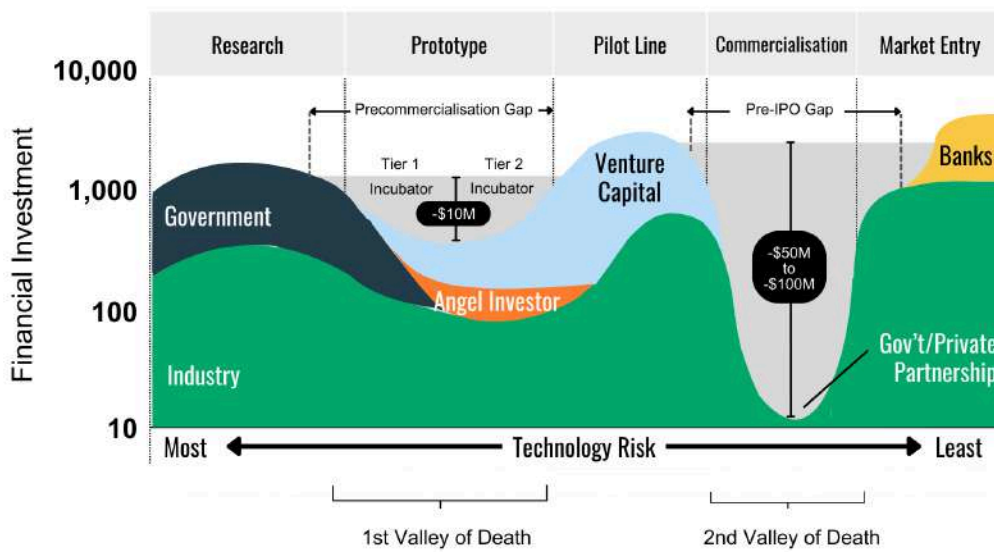 Research
Prototype
Pilot Line
Commercialisation
Market Entry
Financial Investment
10,000
1,000
100
10
Precommercialisation Gap
Pre-IPO Gap
Tier 1
Incubator
Tier 2
Incubator
-$10M
Venture
Capital
Banks
Government
-$50M
to
-$100M
Angel Investor
Industry
Gov't/Private
Partnership
Most
Technology Risk
Least
1st Valley of Death
2nd Valley of Death